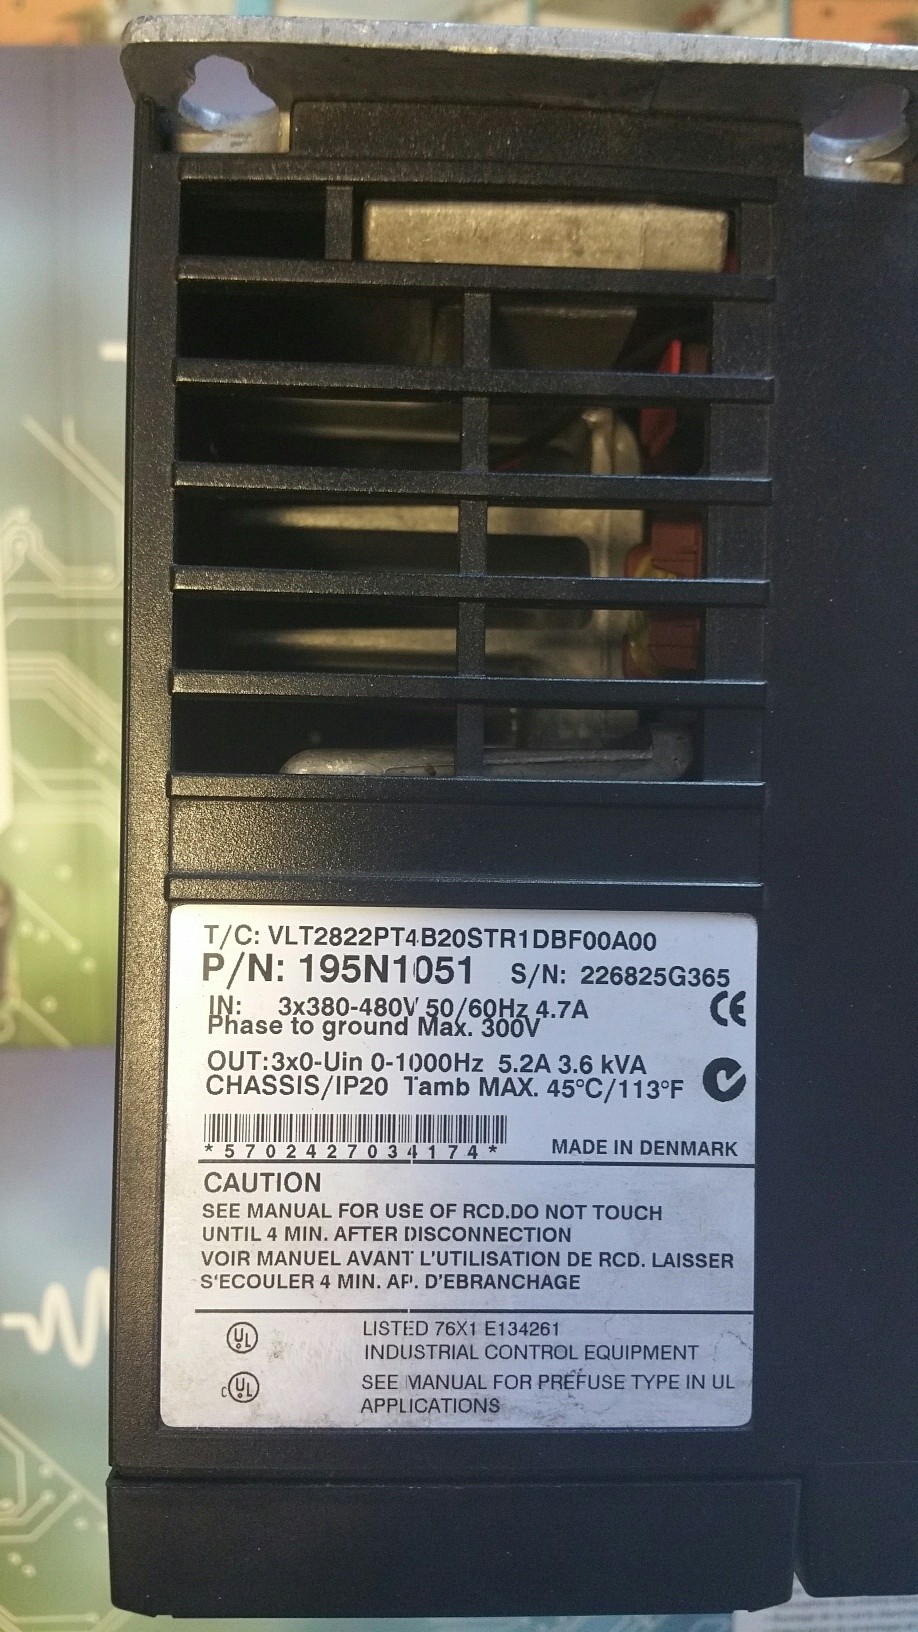 T/C: VLT2822PT4B20STR1DBF00A00
P/N: 195N1051 S/N: 226825G365
IN: 3x380-480V 50/60Hz 4.7A
Phase to ground Max. 300V
CE
OUT:3x0-Uin 0-1000Hz 5.2A 3.6 kVA
CHASSIS/IP20 Tamb MAX. 45°C/113°F
*5702427034174* MADE IN DENMARK
CAUTION
SEE MANUAL FOR USE OF RCD.DO NOT TOUCH
UNTIL 4 MIN. AFTER DISCONNECTION
VOIR MANUEL AVANT L'UTILISATION DE RCD. LAISSER
S'ECOULER 4 MIN. AP. D'EBRANCHAGE
UL LISTED 76X1 E134261
INDUSTRIAL CONTROL EQUIPMENT
c UL SEE MANUAL FOR PREFUSE TYPE IN UL
APPLICATIONS